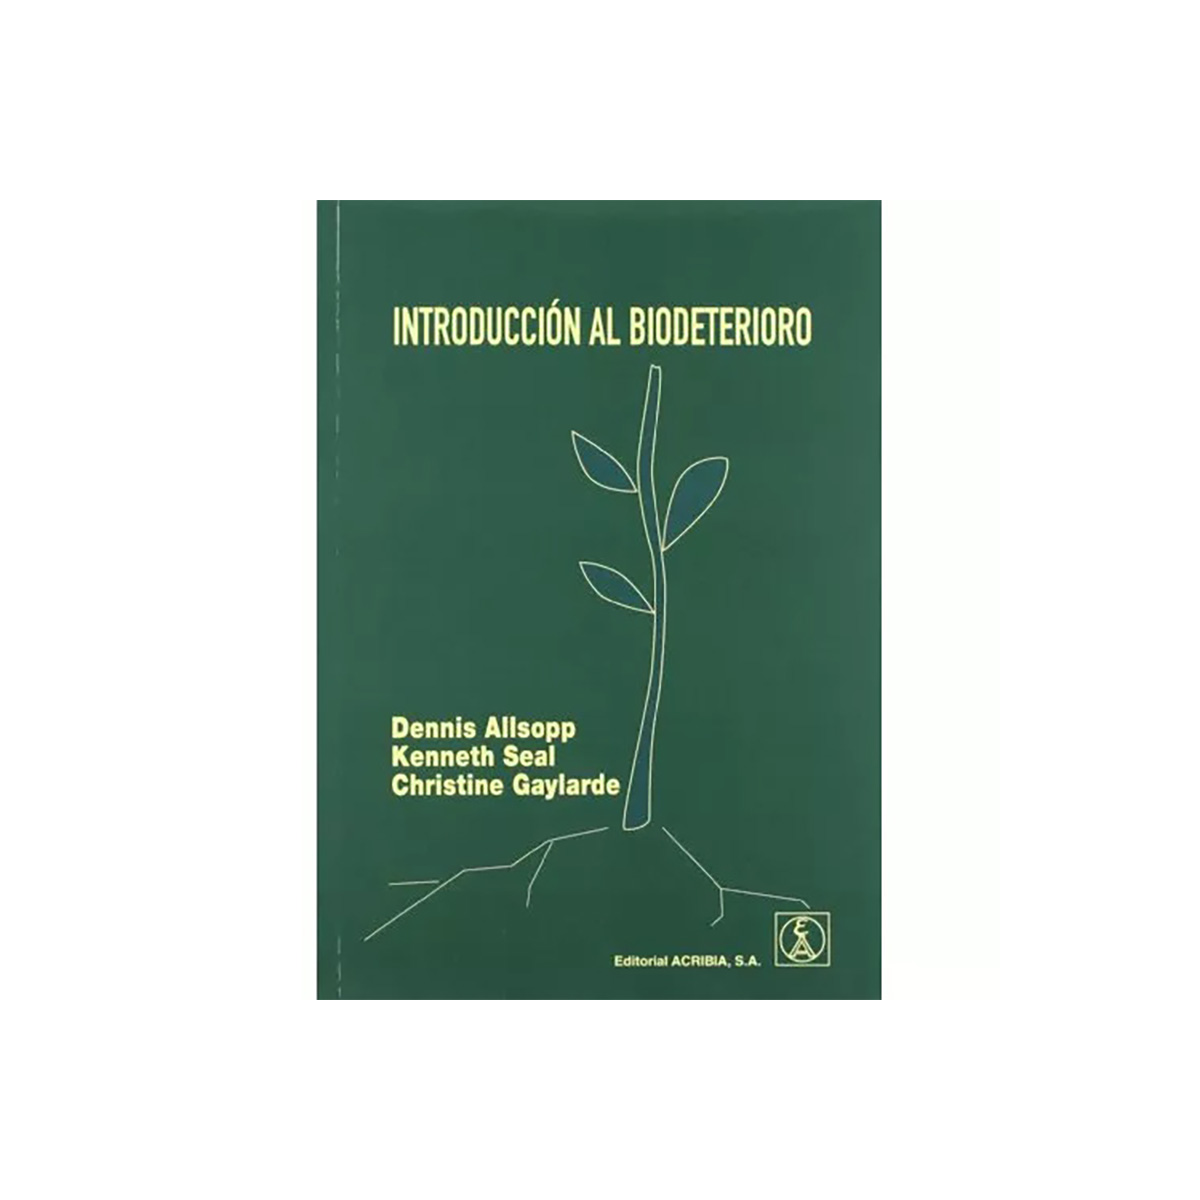 INTRODUCCIÓN AL BIODETERIORO
Dennis Allsopp
Kenneth Seal
Christine Gaylarde
Editorial ACRIBIA, S.A.